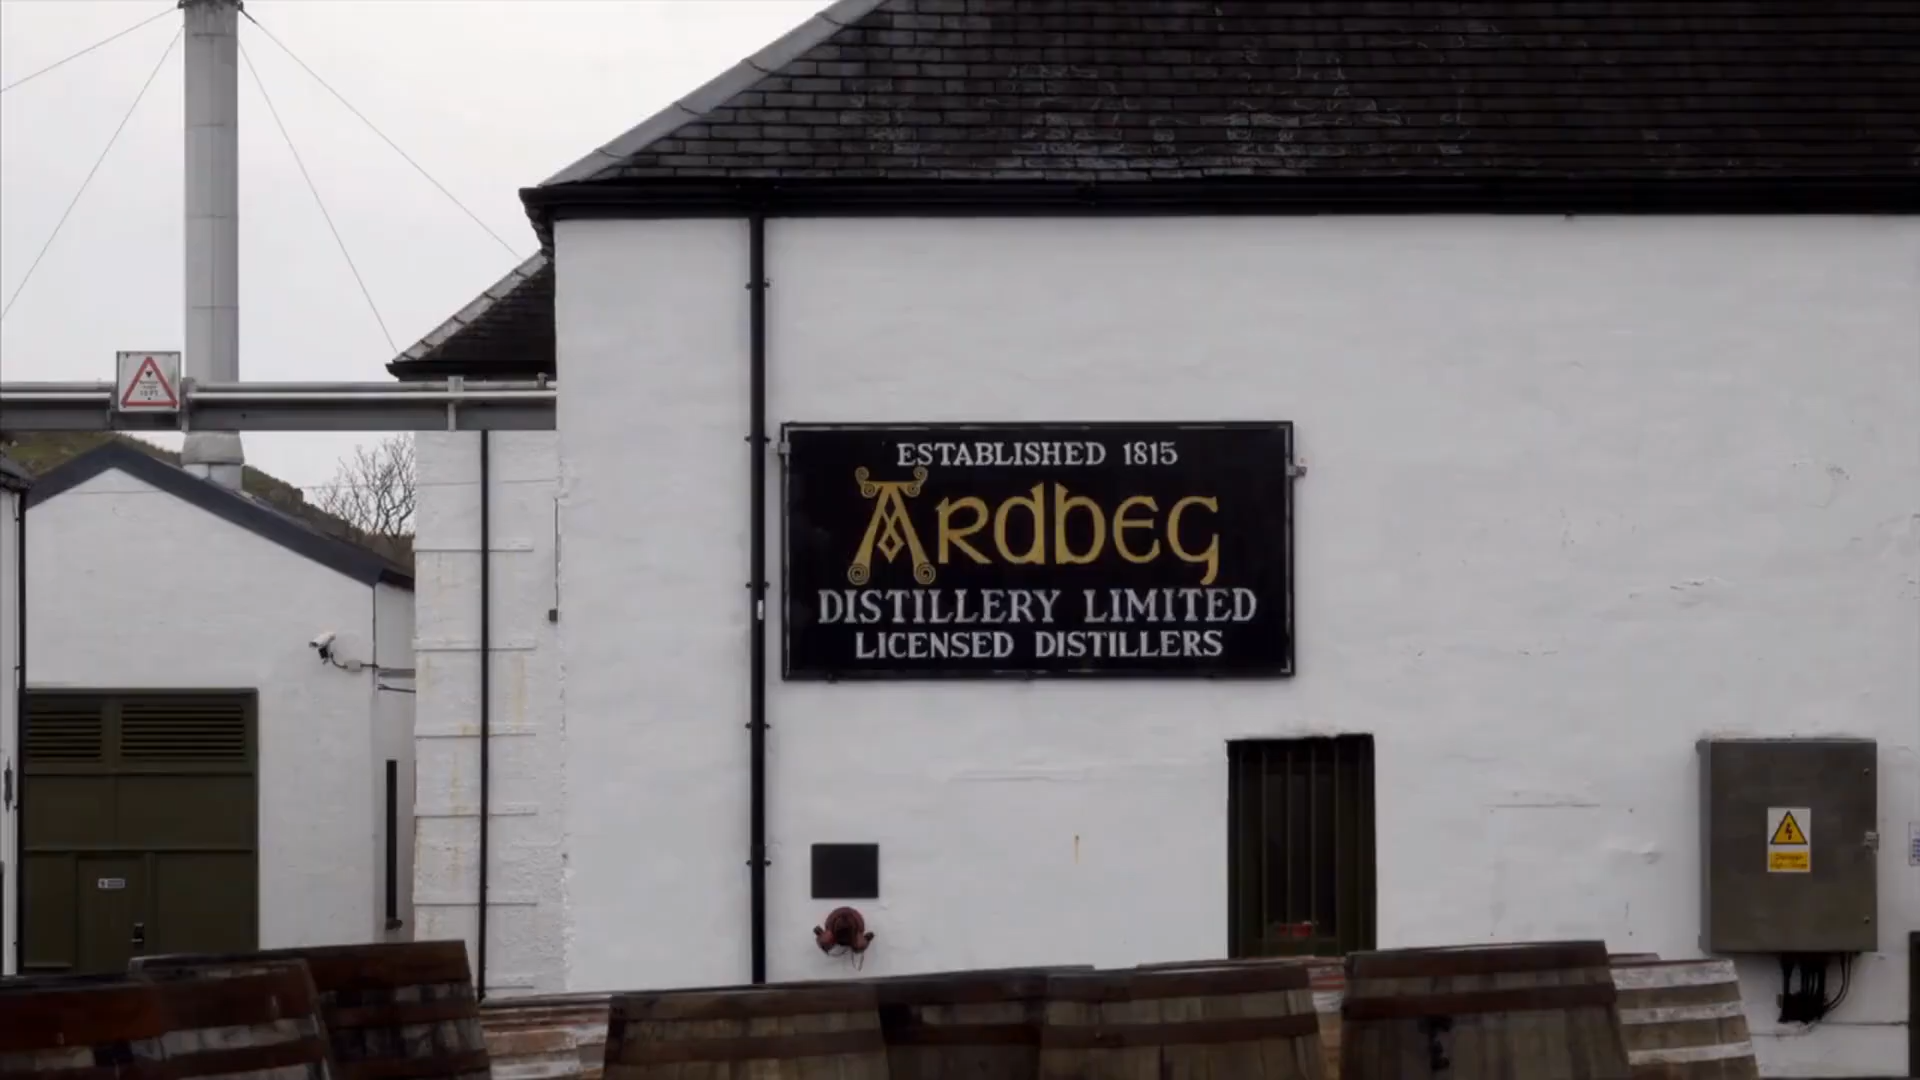 ESTABLISHED 1815
ARdbEG
DISTILLERY LIMITED
LICENSED DISTILLERS